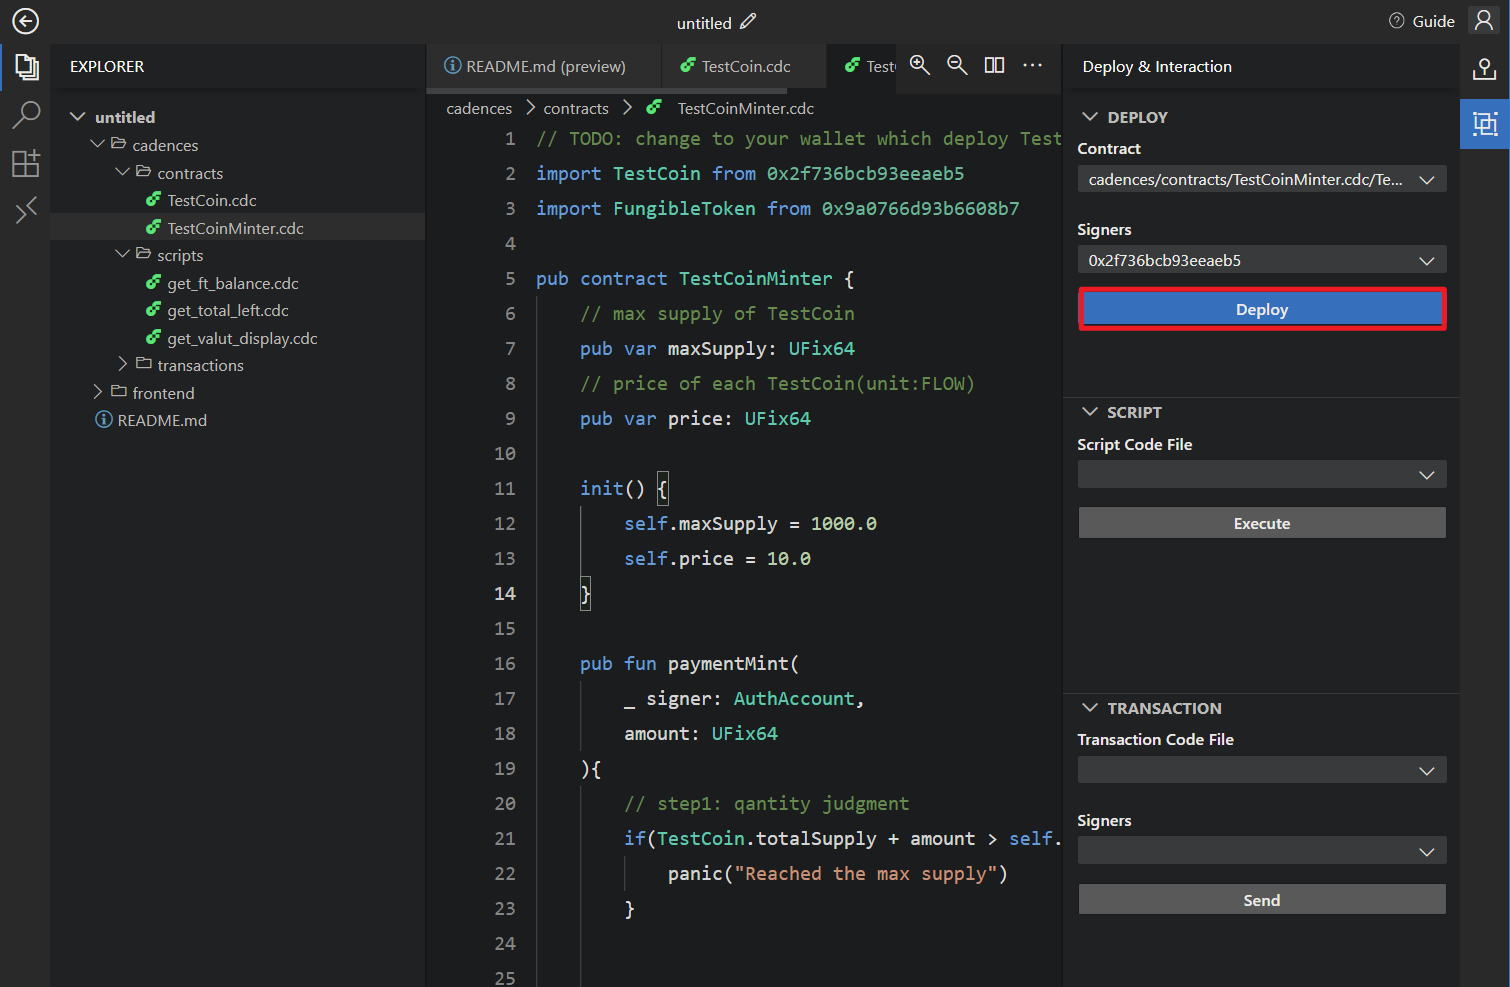 untitled
Guide
EXPLORER
untitled
cadences
contracts
TestCoin.cdc
TestCoinMinter.cdc
scripts
get_ft_balance.cdc
get_total_left.cdc
get_valut_display.cdc
transactions
frontend
README.md
README.md (preview)
TestCoin.cdc
Test
cadences
contracts
TestCoinMinter.cdc
1 // TODO: change to your wallet which deploy Test
2 import TestCoin from 0x2f736bcb93eeaeb5
3 import FungibleToken from 0x9a0766d93b6608b7
4
5 pub contract TestCoinMinter {
6 // max supply of TestCoin
7 pub var maxSupply: UFix64
8 // price of each TestCoin(unit:FLOW)
9 pub var price: UFix64
10
11 init() {
12 self.maxSupply = 1000.0
13 self.price = 10.0
14 }
15
16 pub fun paymentMint(
17 _ signer: AuthAccount,
18 amount: UFix64
19 ){
20 // step1: qantity judgment
21 if(TestCoin.totalSupply + amount > self.
22 panic("Reached the max supply")
23 }
24
25
Deploy & Interaction
DEPLOY
Contract
cadences/contracts/TestCoinMinter.cdc/Te...
Signers
0x2f736bcb93eeaeb5
Deploy
SCRIPT
Script Code File
Execute
TRANSACTION
Transaction Code File
Signers
Send